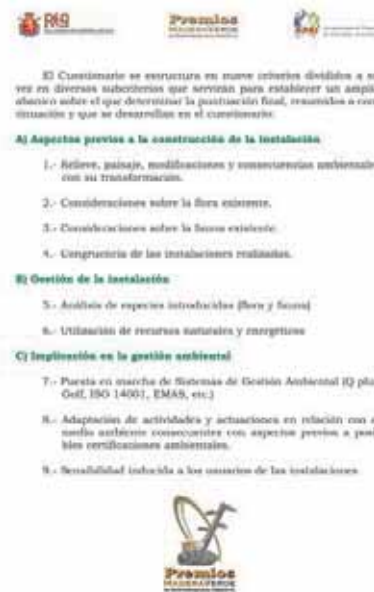 Premios
El Cuestionario se estructura en nueve criterios divididos a su
vez en diversos subcriterios que servirán para establecer un amplio
abanico sobre el que determinar la puntuación final, resumidos a con
tinuación y que se desarrollan en el cuestionario.
A) Aspectos previos a la construcción de la instalación
1.- Relieve, paisaje, modificaciones y consecuencias ambientales
con su transformación.
2.- Consideraciones sobre la flora existente.
3.- Consideraciones sobre la fauna existente.
4.- Congruencia de las instalaciones realizadas.
B) Gestión de la instalación
5.- Análisis de especies introducidas (flora y fauna)
6.- Utilización de recursos naturales y energéticos
C) Implicación en la gestión ambiental
7.- Puesta en marcha de Sistemas de Gestión Ambiental (Q plus
Golf, ISO 14001, EMAS, etc.)
8.- Adaptación de actividades y actuaciones en relación con e
medio ambiente consecuentes con aspectos previos a posi
bles certificaciones ambientales.
9.- Sensibilidad inducida a los usuarios de las instalaciones
Premios
MADERAVERDE